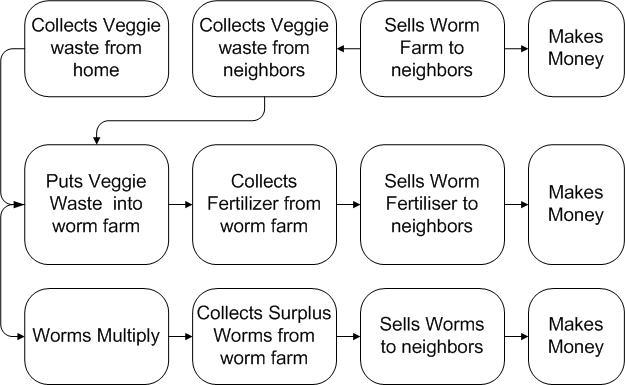 Collects Veggie
waste from
home
Collects Veggie
waste from
neighbors
Sells Worm
Farm to
neighbors
Makes
Money
Puts Veggie
Waste into
worm farm
Collects
Fertilizer from
worm farm
Sells Worm
Fertiliser to
neighbors
Makes
Money
Worms Multiply
Collects Surplus
Worms from
worm farm
Sells Worms
to neighbors
Makes
Money